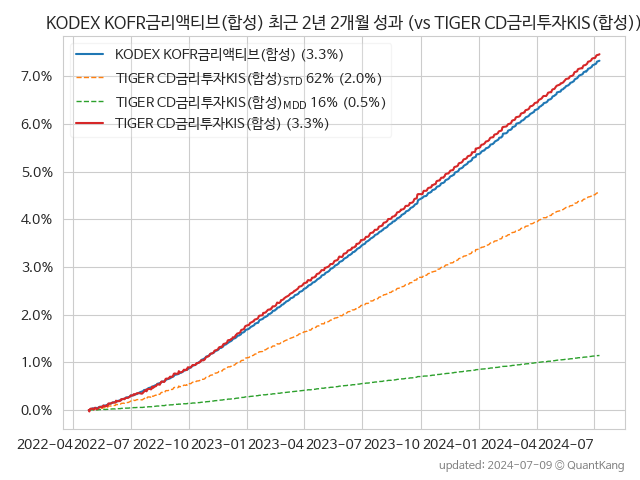 KODEX KOFR금리액티브(합성) 최근 2년 2개월 성과 (vs TIGER CD금리투자KIS(합성))
KODEX KOFR금리액티브(합성) (3.3%)
TIGER CD금리투자KIS(합성)STD 62% (2.0%)
TIGER CD금리투자KIS(합성)MDD 16% (0.5%)
TIGER CD금리투자KIS(합성) (3.3%)
7.0%
6.0%
5.0%
4.0%
3.0%
2.0%
1.0%
0.0%
2022-04 2022-07 2022-10 2023-01 2023-04 2023-07 2023-10 2024-01 2024-04 2024-07
updated: 2024-07-09 © QuantKang